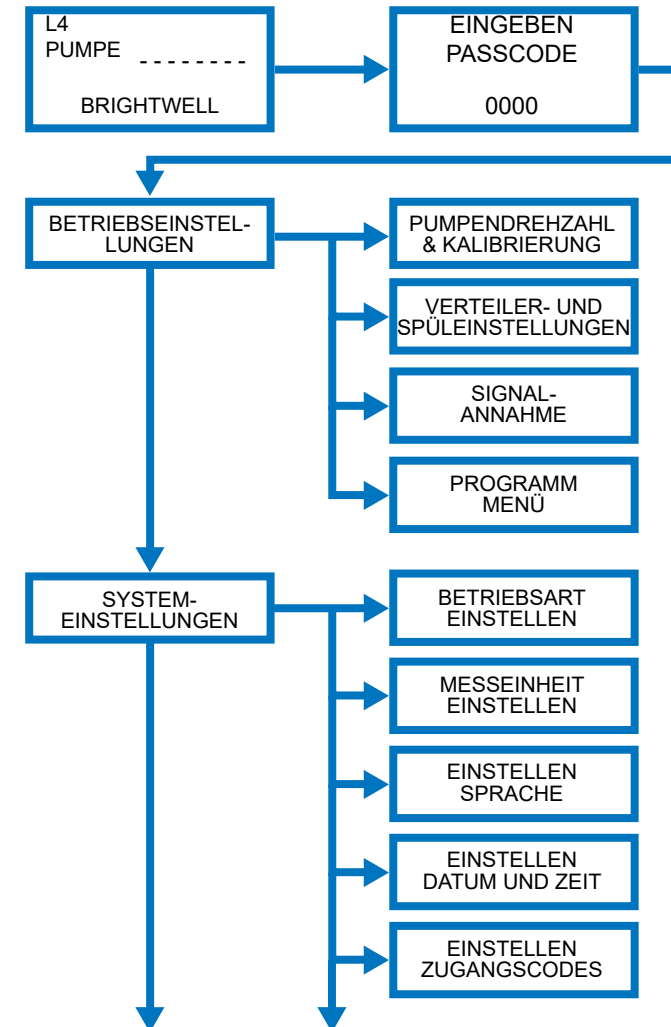 L4
PUMPE _ _ _ _ _ _ _ _
BRIGHTWELL
EINGEBEN
PASSCODE
0000
BETRIEBSEINSTEL-
LUNGEN
PUMPENDREHZAHL
& KALIBRIERUNG
VERTEILER- UND
SPÜLEINSTELLUNGEN
SIGNAL-
ANNAHME
PROGRAMM
MENÜ
SYSTEM-
EINSTELLUNGEN
BETRIEBSART
EINSTELLEN
MESSEINHEIT
EINSTELLEN
EINSTELLEN
SPRACHE
EINSTELLEN
DATUM UND ZEIT
EINSTELLEN
ZUGANGSCODES